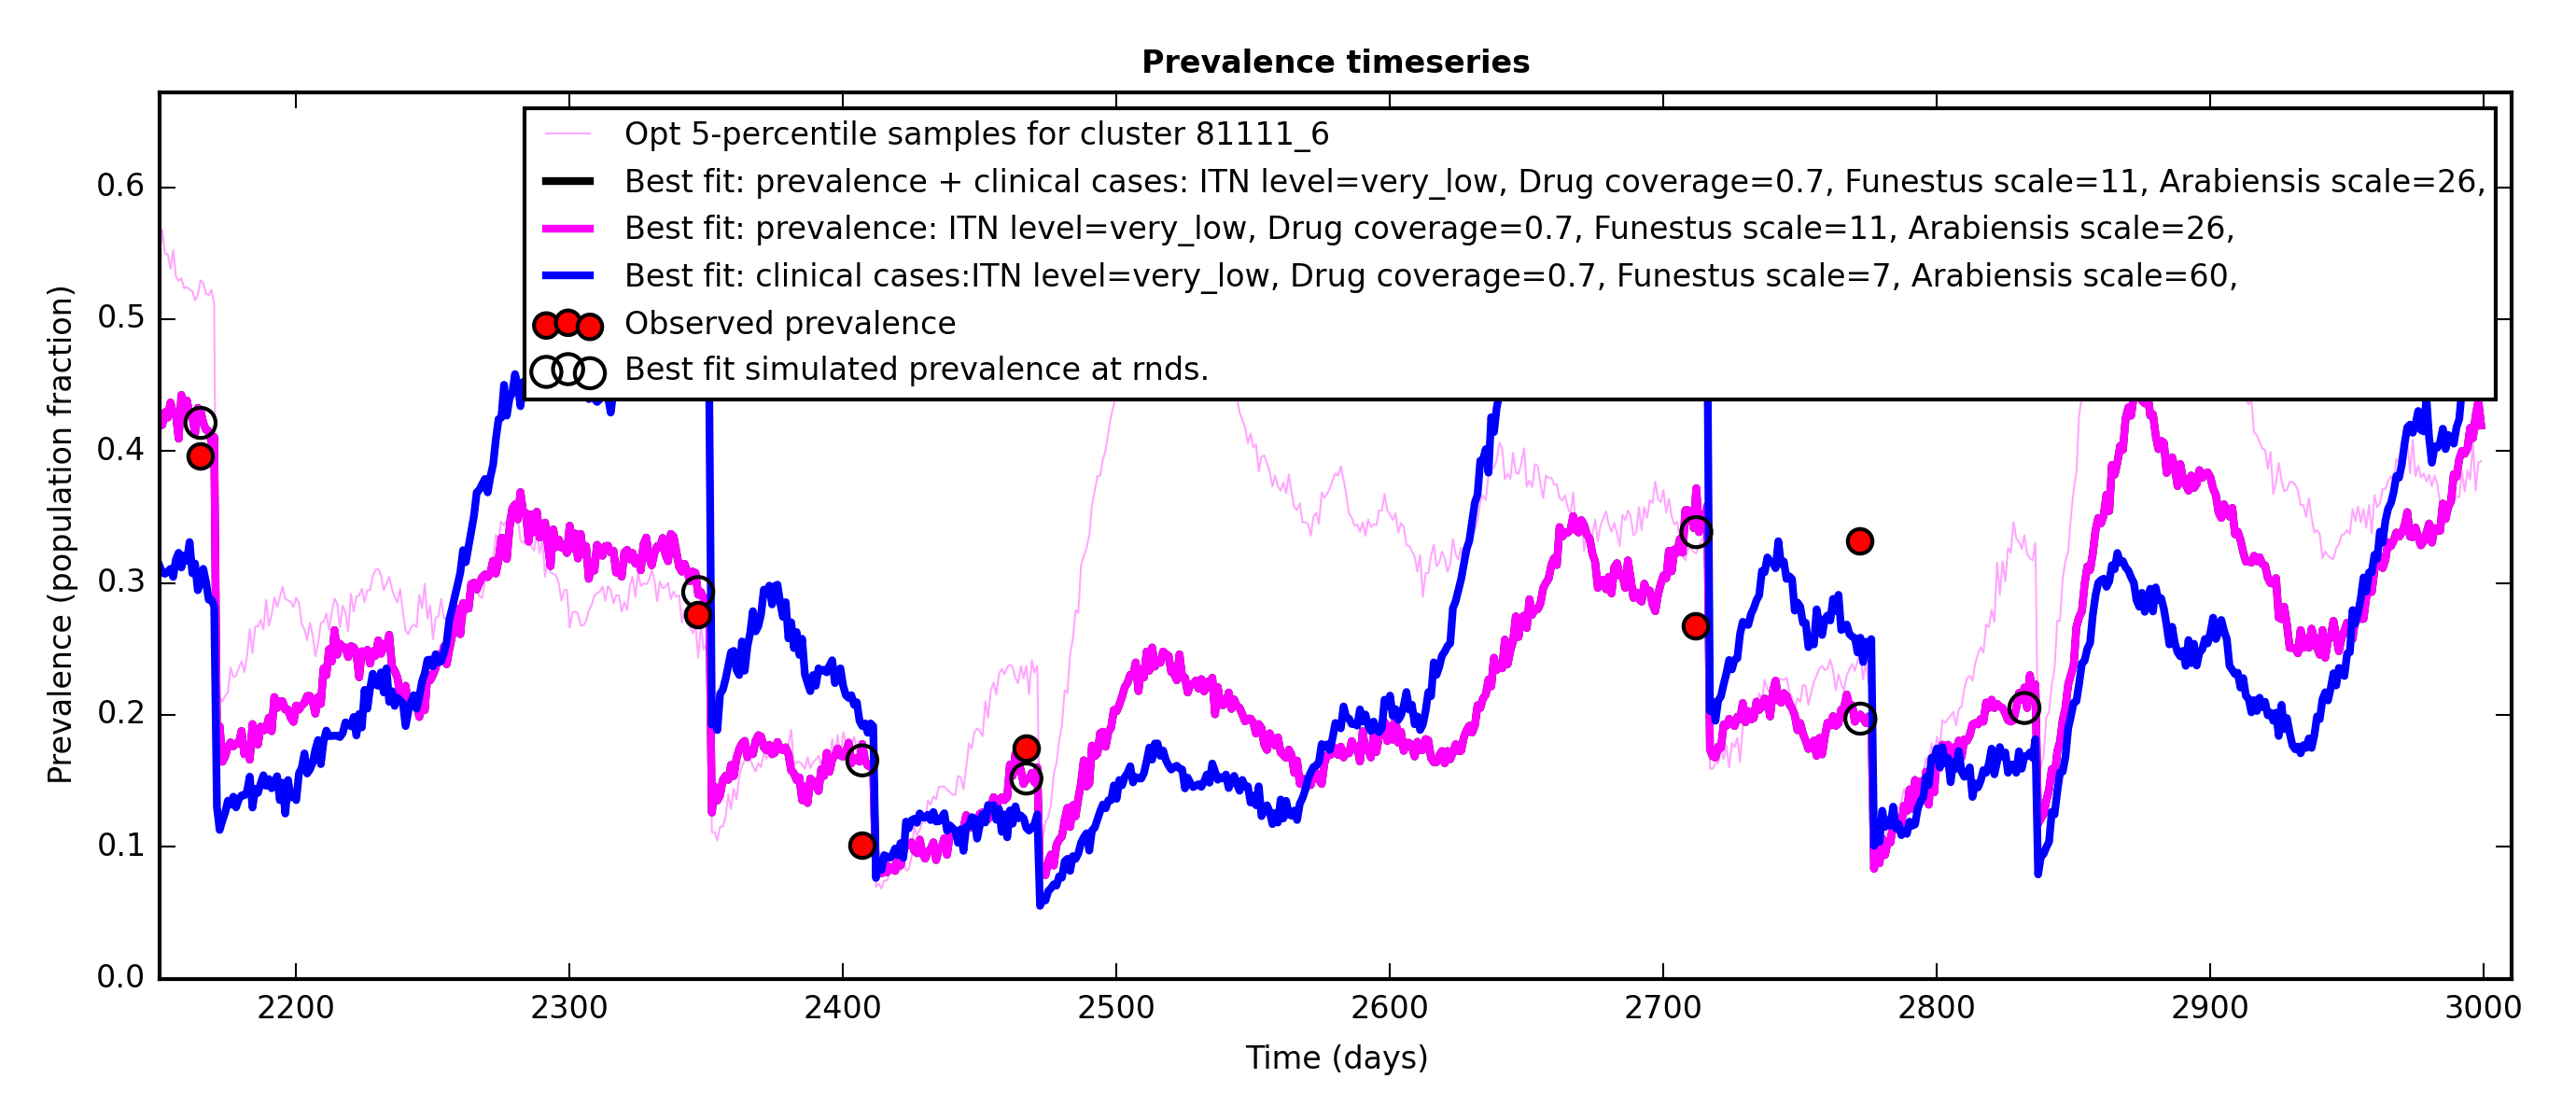 Prevalence timeseries
Opt 5-percentile samples for cluster 81111_6
Best fit: prevalence + clinical cases: ITN level=very_low, Drug coverage=0.7, Funestus scale=11, Arabiensis scale=26,
Best fit: prevalence: ITN level=very_low, Drug coverage=0.7, Funestus scale=11, Arabiensis scale=26,
Best fit: clinical cases:ITN level=very_low, Drug coverage=0.7, Funestus scale=7, Arabiensis scale=60,
Observed prevalence
Best fit simulated prevalence at rnds.
Prevalence (population fraction)
0.6
0.5
0.4
0.3
0.2
0.1
0.0
2200 2300 2400 2500 2600 2700 2800 2900 3000
Time (days)